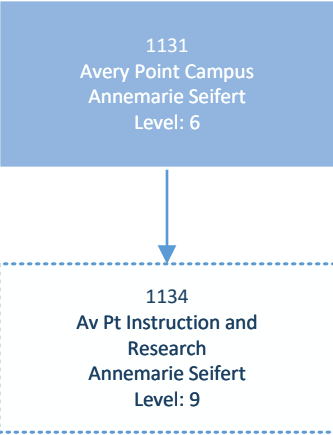 1131
Avery Point Campus
Annemarie Seifert
Level: 6
1134
Av Pt Instruction and
Research
Annemarie Seifert
Level: 9